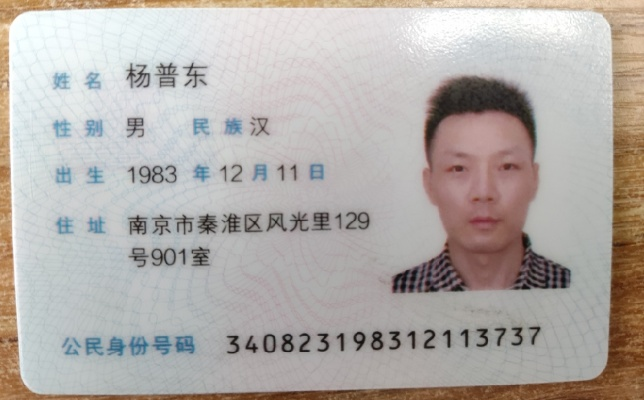 姓名 杨普东
性别 男 民族 汉
出生 1983 年 12 月 11 日
住址 南京市秦淮区风光里129
号901室
公民身份号码 340823198312113737